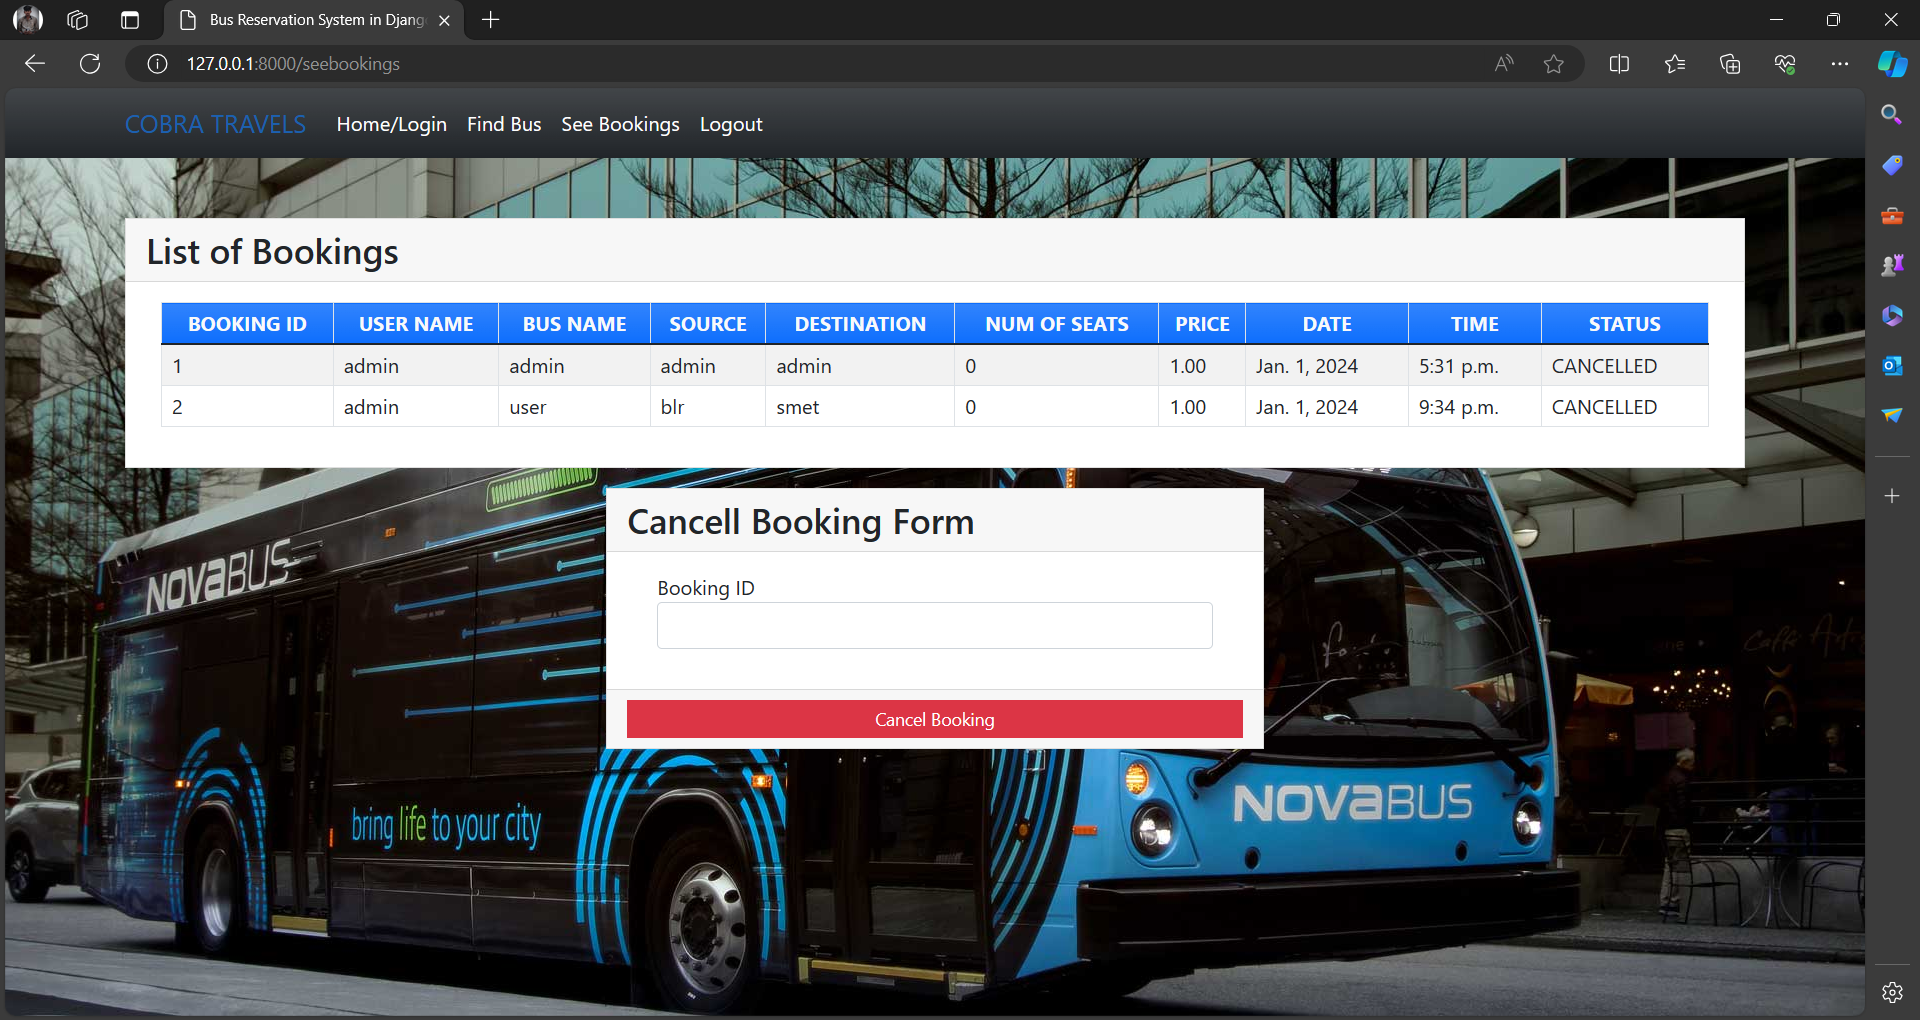 Bus Reservation System in Djang
127.0.0.1:8000/seebookings
COBRA TRAVELS Home/Login Find Bus See Bookings Logout
List of Bookings
BOOKING ID USER NAME BUS NAME SOURCE DESTINATION NUM OF SEATS PRICE DATE TIME STATUS
1 admin admin admin admin 0 1.00 Jan. 1, 2024 5:31 p.m. CANCELLED
2 admin user blr smet 0 1.00 Jan. 1, 2024 9:34 p.m. CANCELLED
Cancell Booking Form
Booking ID
Cancel Booking
NOVABUS
bring life to your city
NOVABUS